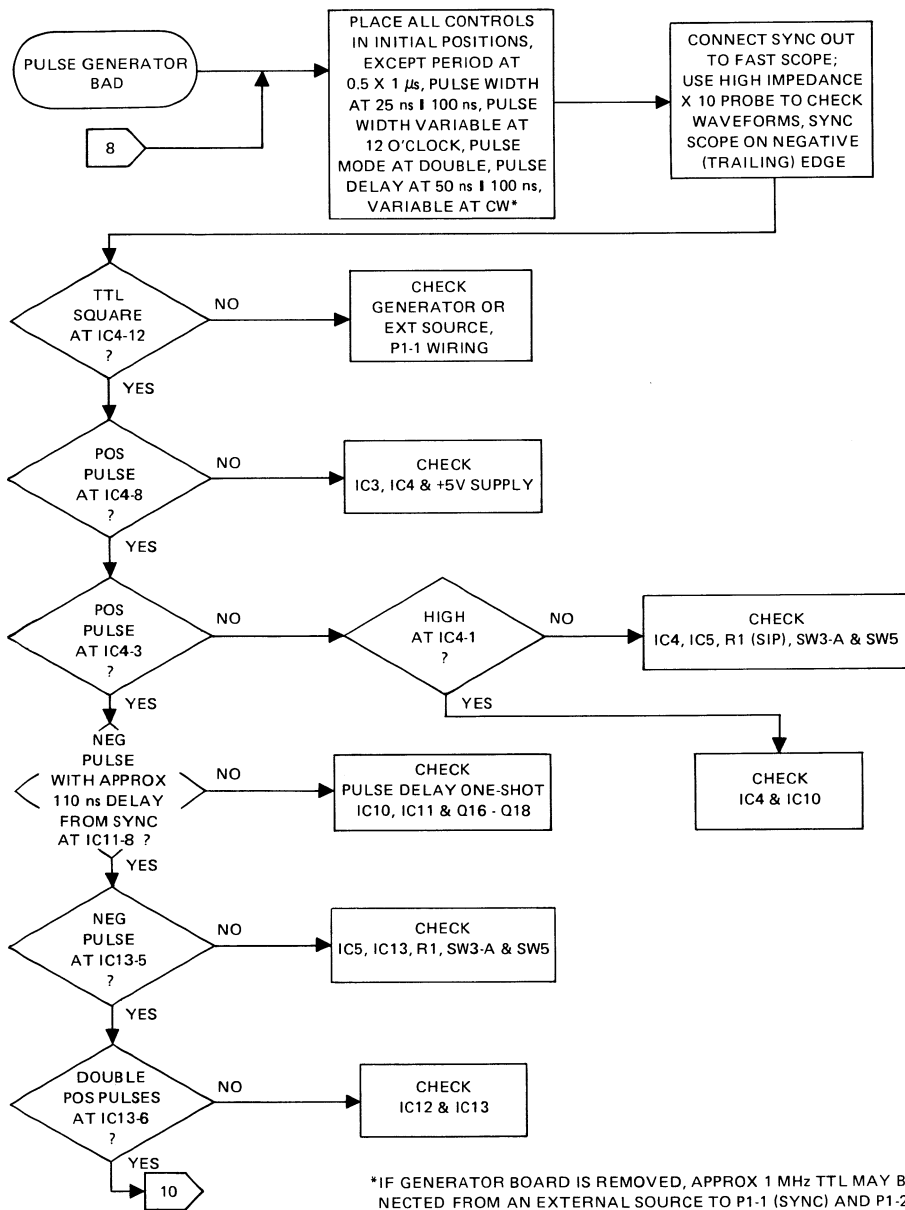 PULSE GENERATOR
BAD
8
PLACE ALL CONTROLS
IN INITIAL POSITIONS,
EXCEPT PERIOD AT
0.5 X 1 µs, PULSE WIDTH
AT 25 ns ▮ 100 ns, PULSE
WIDTH VARIABLE AT
12 O'CLOCK, PULSE
MODE AT DOUBLE, PULSE
DELAY AT 50 ns ▮ 100 ns,
VARIABLE AT CW*
CONNECT SYNC OUT
TO FAST SCOPE;
USE HIGH IMPEDANCE
X 10 PROBE TO CHECK
WAVEFORMS, SYNC
SCOPE ON NEGATIVE
(TRAILING) EDGE
TTL
SQUARE
AT IC4-12
?
NO
CHECK
GENERATOR OR
EXT SOURCE,
P1-1 WIRING
YES
POS
PULSE
AT IC4-8
?
NO
CHECK
IC3, IC4 & +5V SUPPLY
YES
POS
PULSE
AT IC4-3
?
NO
HIGH
AT IC4-1
?
NO
CHECK
IC4, IC5, R1 (SIP), SW3-A & SW5
YES
CHECK
IC4 & IC10
YES
NEG
PULSE
WITH APPROX
110 ns DELAY
FROM SYNC
AT IC11-8 ?
NO
CHECK
PULSE DELAY ONE-SHOT
IC10, IC11 & Q16 - Q18
YES
NEG
PULSE
AT IC13-5
?
NO
CHECK
IC5, IC13, R1, SW3-A & SW5
YES
DOUBLE
POS PULSES
AT IC13-6
?
NO
CHECK
IC12 & IC13
YES
10
*IF GENERATOR BOARD IS REMOVED, APPROX 1 MHz TTL MAY B
NECTED FROM AN EXTERNAL SOURCE TO P1-1 (SYNC) AND P1-2